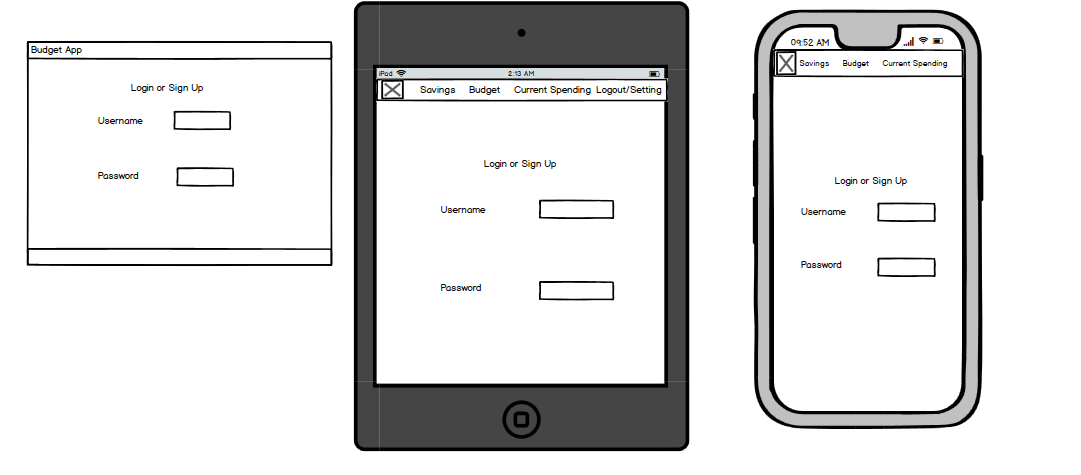 Budget App
Login or Sign Up
Username
Password
iPad 2:13 AM
Savings Budget Current Spending Logout/Setting
Login or Sign Up
Username
Password
09:52 AM
Savings Budget Current Spending
Login or Sign Up
Username
Password